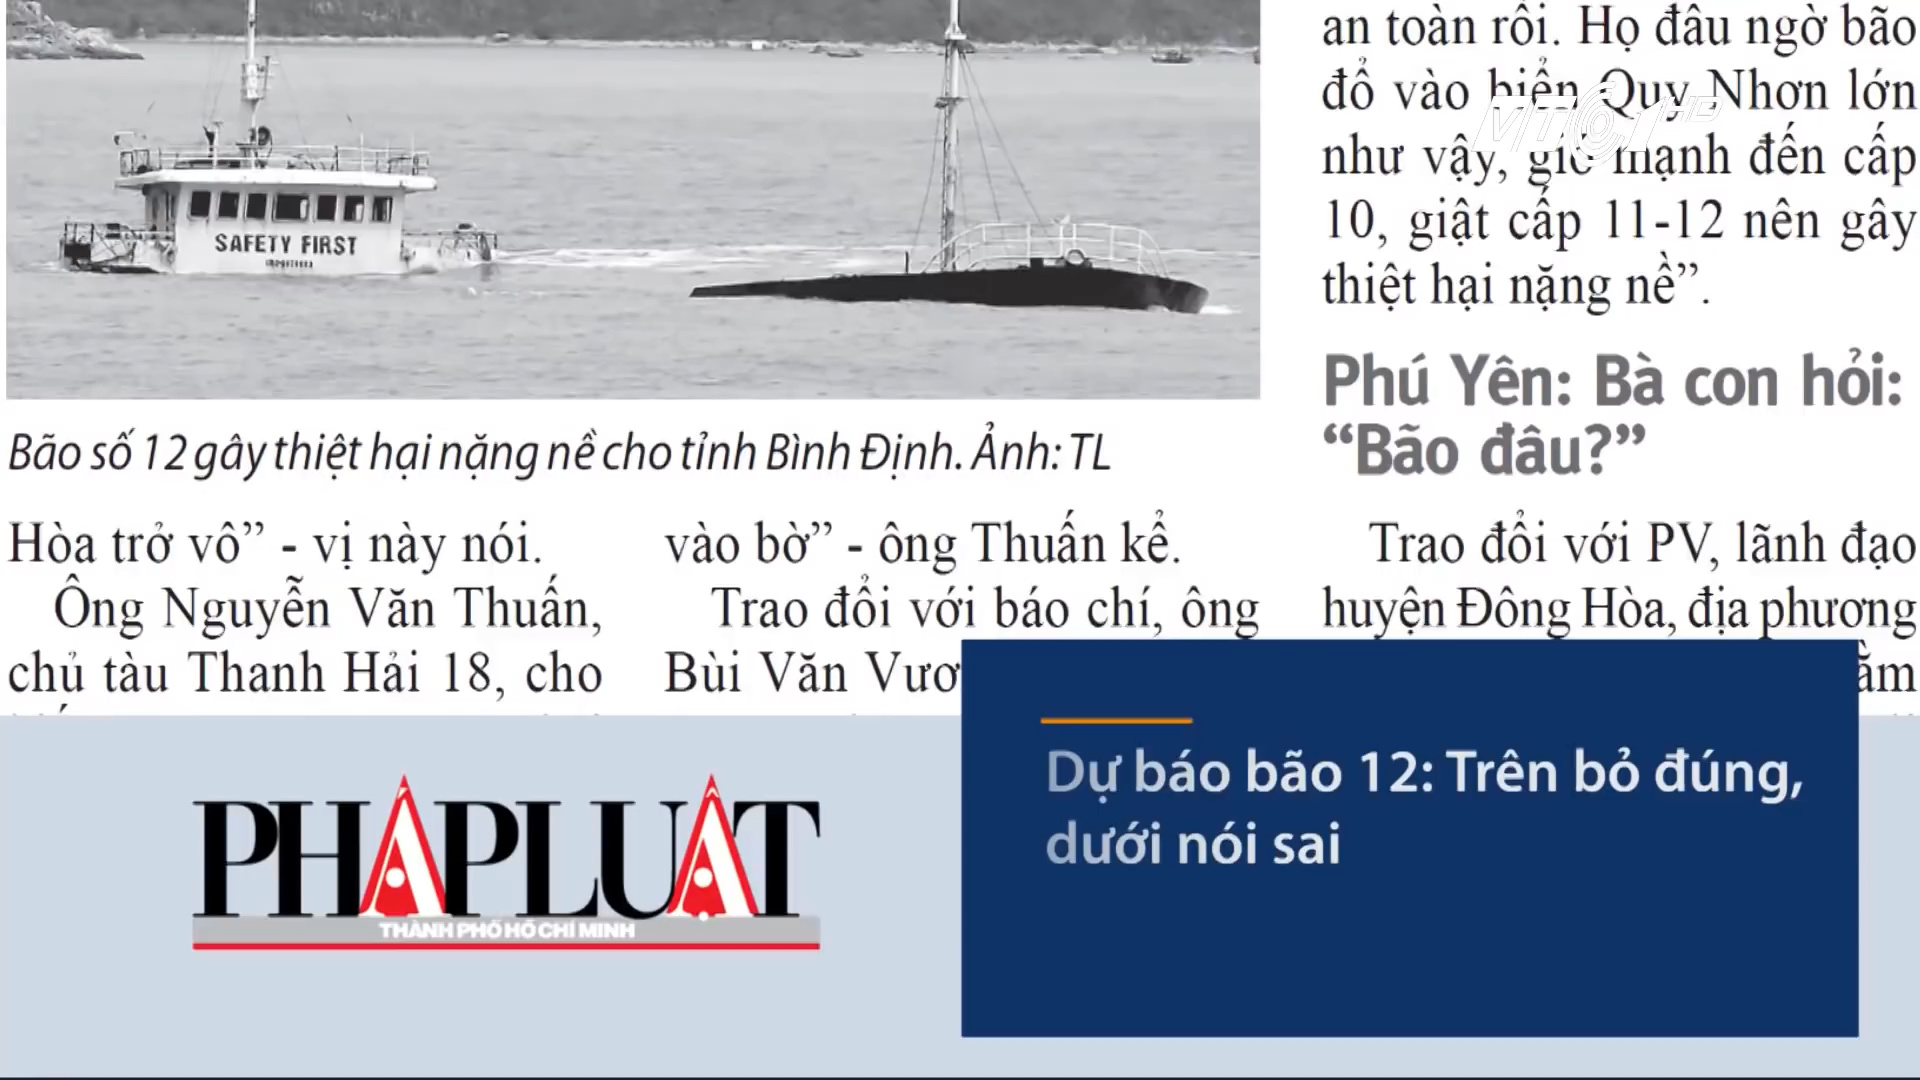 SAFETY FIRST
Bão số 12 gây thiệt hại nặng nề cho tỉnh Bình Định. Ảnh: TL
Hòa trở vô” - vị này nói.
Ông Nguyễn Văn Thuấn,
chủ tàu Thanh Hải 18, cho
vào bờ” - ông Thuấn kể.
Trao đổi với báo chí, ông
Bùi Văn
an toàn rồi. Họ đâu ngờ bão
đổ vào biển Quy Nhơn lớn
như vậy, gió mạnh đến cấp
10, giật cấp 11-12 nên gây
thiệt hại nặng nề”.
Phú Yên: Bà con hỏi:
“Bão đâu?”
Trao đổi với PV, lãnh đạo
huyện Đông Hòa, địa phương
VTC1 HD
PHÁP LUẬT
THÀNH PHỐ HỒ CHÍ MINH
Dự báo bão 12: Trên bỏ đúng,
dưới nói sai